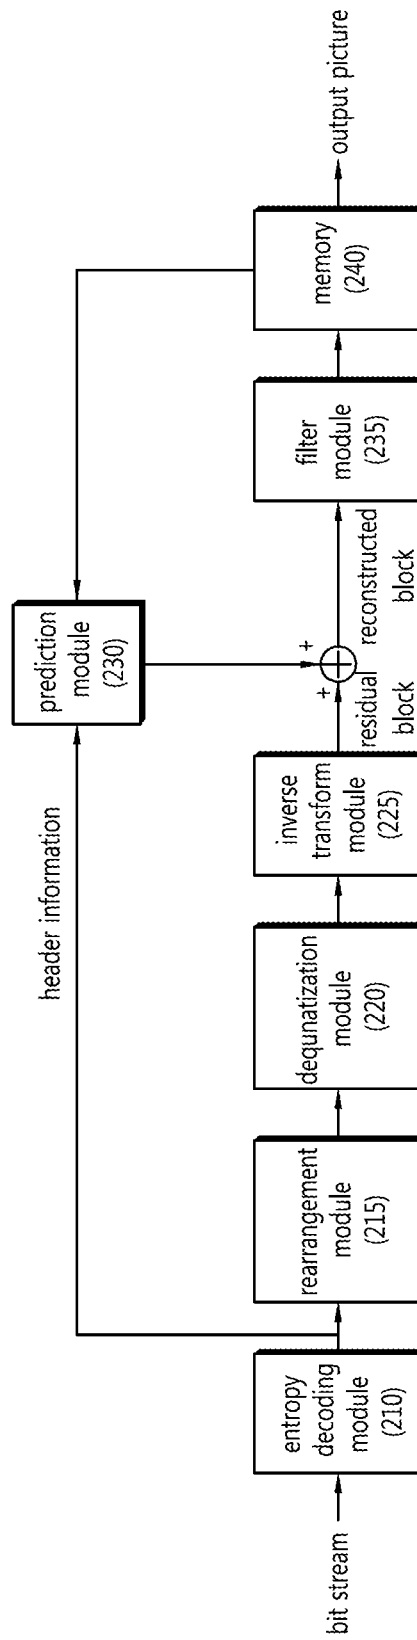 bit stream
entropy
decoding
module
(210)
header information
rearrangement
module
(215)
dequnatization
module
(220)
inverse
transform
module
(225)
prediction
module
(230)
+
+
residual
block
reconstructed
block
filter
module
(235)
memory
(240)
output picture